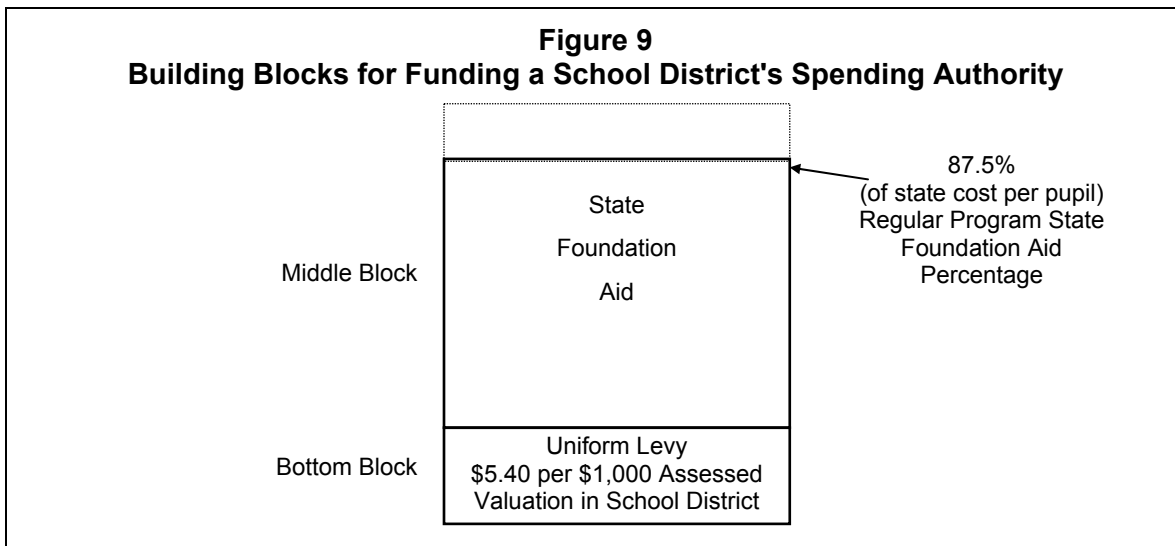 Figure 9
Building Blocks for Funding a School District's Spending Authority
87.5%
(of state cost per pupil)
Regular Program State
Foundation Aid
Percentage
State
Foundation
Aid
Middle Block
Uniform Levy
$5.40 per $1,000 Assessed
Valuation in School District
Bottom Block